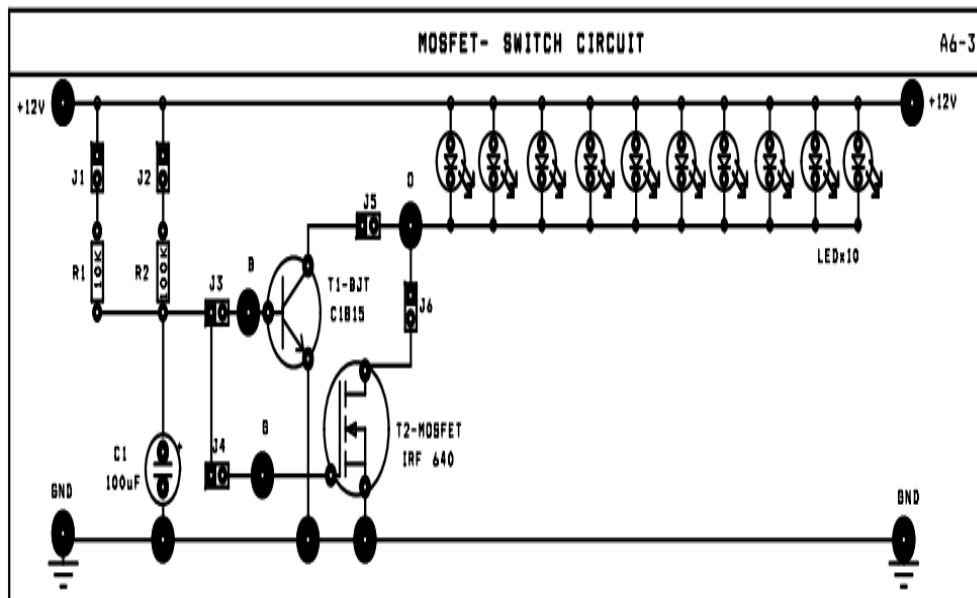 MOSFET- SWITCH CIRCUIT
A6-3
+12V
+12V
J1
J2
D
J5
LEDx10
R1
10K
R2
100K
J3
B
T1-BJT
C1815
J6
T2-MOSFET
IRF 640
C1
100uF
+
J4
G
GND
GND